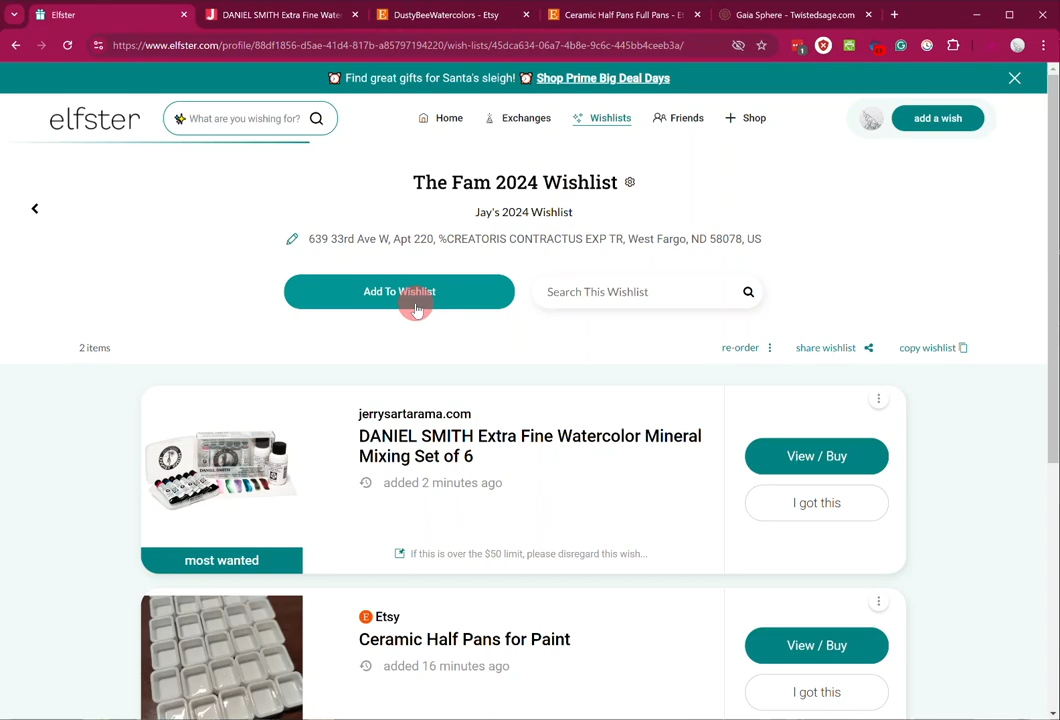 Elfster
DANIEL SMITH Extra Fine Water
DustyBeeWatercolors - Etsy
Ceramic Half Pans Full Pans - E
Gaia Sphere - Twistedsage.com
https://www.elfster.com/profile/88df1856-d5ae-41d4-817b-a85797194220/wish-lists/45dca634-06a7-4b8e-9c6c-445bb4ceeb3a/
Find great gifts for Santa's sleigh! Shop Prime Big Deal Days
elfster
What are you wishing for?
Home
Exchanges
Wishlists
Friends
Shop
add a wish
The Fam 2024 Wishlist
Jay's 2024 Wishlist
639 33rd Ave W, Apt 220, %CREATORIS CONTRACTUS EXP TR, West Fargo, ND 58078, US
Add To Wishlist
Search This Wishlist
2 items
re-order
share wishlist
copy wishlist
jerrysartarama.com
DANIEL SMITH Extra Fine Watercolor Mineral
Mixing Set of 6
added 2 minutes ago
If this is over the $50 limit, please disregard this wish...
most wanted
View / Buy
I got this
Etsy
Ceramic Half Pans for Paint
added 16 minutes ago
View / Buy
I got this